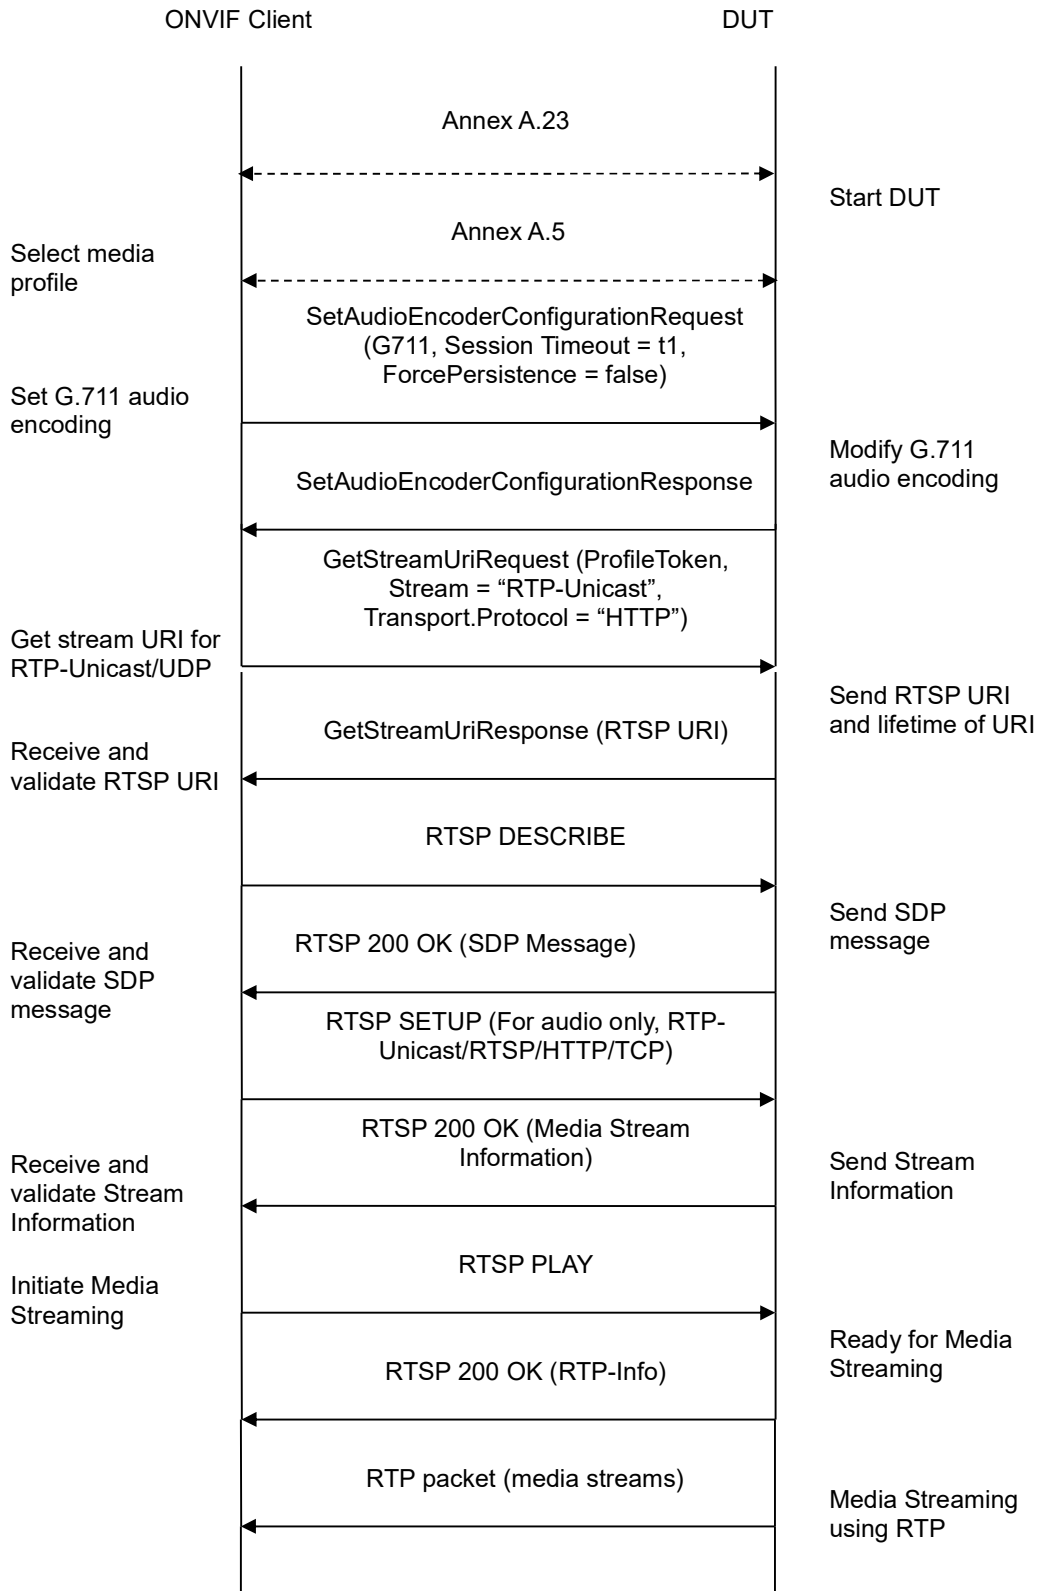 ONVIF Client
DUT
Annex A.23
Start DUT
Annex A.5
Select media
profile
SetAudioEncoderConfigurationRequest
(G711, Session Timeout = t1,
ForcePersistence = false)
Set G.711 audio
encoding
Modify G.711
audio encoding
SetAudioEncoderConfigurationResponse
GetStreamUriRequest (ProfileToken,
Stream = “RTP-Unicast”,
Transport.Protocol = “HTTP”)
Get stream URI for
RTP-Unicast/UDP
Send RTSP URI
and lifetime of URI
GetStreamUriResponse (RTSP URI)
Receive and
validate RTSP URI
RTSP DESCRIBE
Send SDP
message
RTSP 200 OK (SDP Message)
Receive and
validate SDP
message
RTSP SETUP (For audio only, RTP-
Unicast/RTSP/HTTP/TCP)
RTSP 200 OK (Media Stream
Information)
Receive and
validate Stream
Information
Send Stream
Information
RTSP PLAY
Initiate Media
Streaming
Ready for Media
Streaming
RTSP 200 OK (RTP-Info)
RTP packet (media streams)
Media Streaming
using RTP